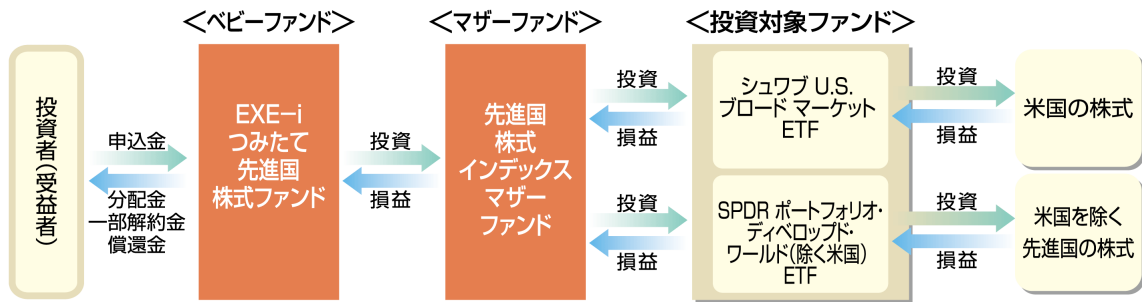 <ベビーファンド>
<マザーファンド>
<投資対象ファンド>
投資者(受益者)
申込金
分配金
一部解約金
償還金
EXE-i
つみたて
先進国
株式ファンド
投資
損益
先進国
株式
インデックス
マザー
ファンド
投資
損益
投資
損益
シュワブ U.S.
ブロード マーケット
ETF
SPDR ポートフォリオ・
ディベロップド・
ワールド(除く米国)
ETF
投資
損益
投資
損益
米国の株式
米国を除く
先進国の株式